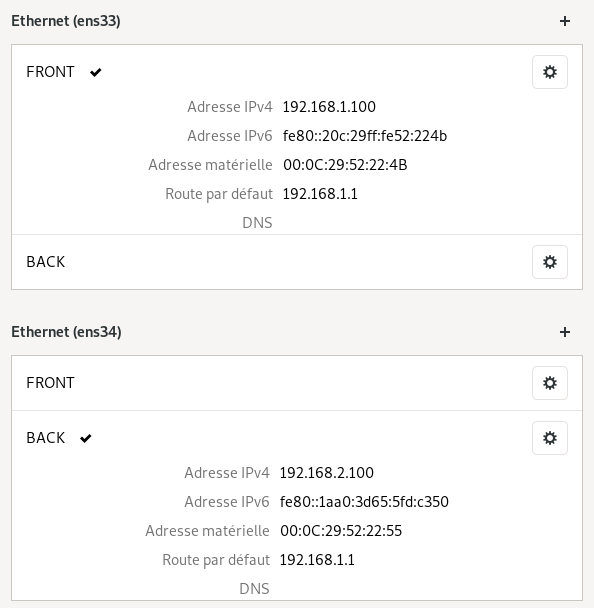 Ethernet (ens33)
FRONT
Adresse IPv4 192.168.1.100
Adresse IPv6 fe80::20c:29ff:fe52:224b
Adresse matérielle 00:0C:29:52:22:4B
Route par défaut 192.168.1.1
DNS
BACK
Ethernet (ens34)
FRONT
BACK
Adresse IPv4 192.168.2.100
Adresse IPv6 fe80::1aa0:3d65:5fd:c350
Adresse matérielle 00:0C:29:52:22:55
Route par défaut 192.168.1.1
DNS